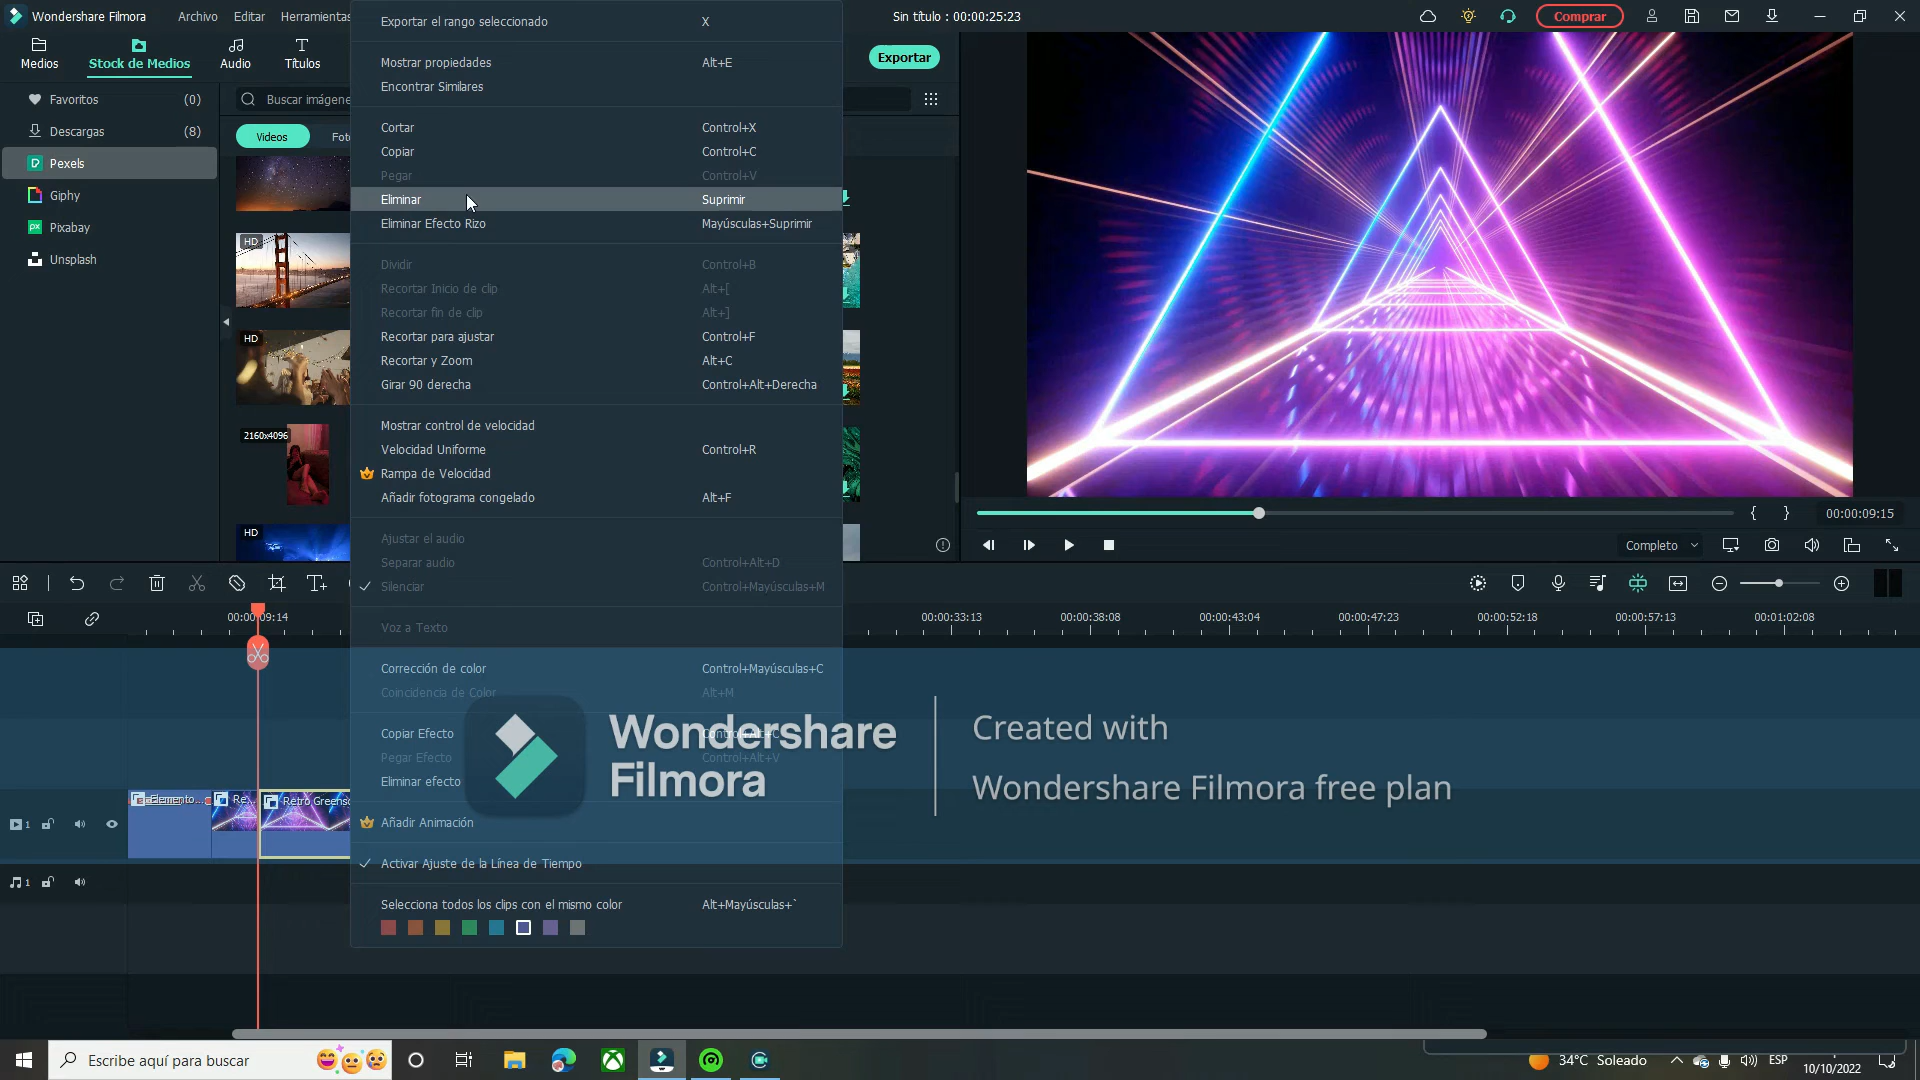 Wondershare Filmora
Archivo
Editar
Herramientas
Sin título : 00:00:25:23
Comprar
Medios
Stock de Medios
Audio
Títulos
Exportar
Favoritos (0)
Descargas (8)
Pexels
Giphy
Pixabay
Unsplash
Buscar imágene
Videos
HD
HD
2160x4096
HD
Exportar el rango seleccionado X
Mostrar propiedades Alt+E
Encontrar Similares
Cortar Control+X
Copiar Control+C
Pegar Control+V
Eliminar Suprimir
Eliminar Efecto Rizo Mayúsculas+Suprimir
Dividir Control+B
Recortar Inicio de clip Alt+[
Recortar fin de clip Alt+]
Recortar para ajustar Control+F
Recortar y Zoom Alt+C
Girar 90 derecha Control+Alt+Derecha
Mostrar control de velocidad
Velocidad Uniforme Control+R
Rampa de Velocidad
Añadir fotograma congelado Alt+F
Ajustar el audio
Separar audio Control+Alt+D
Silenciar Control+Mayúsculas+M
Voz a Texto
Corrección de color Control+Mayúsculas+C
Coincidencia de Color Alt+M
Copiar Efecto Control+Alt+C
Pegar Efecto Control+Alt+V
Eliminar efecto
Añadir Animación
Activar Ajuste de la Línea de Tiempo
Selecciona todos los clips con el mismo color Alt+Mayúsculas+`
00:00:09:15
Completo
00:00:09:14
00:00:33:13
00:00:38:08
00:00:43:04
00:00:47:23
00:00:52:18
00:00:57:13
00:01:02:08
Wondershare
Filmora
Created with
Wondershare Filmora free plan
Elemento...
Re...
Retro Greensc
1
1
Escribe aquí para buscar
34°C Soleado
ESP
10/10/2022